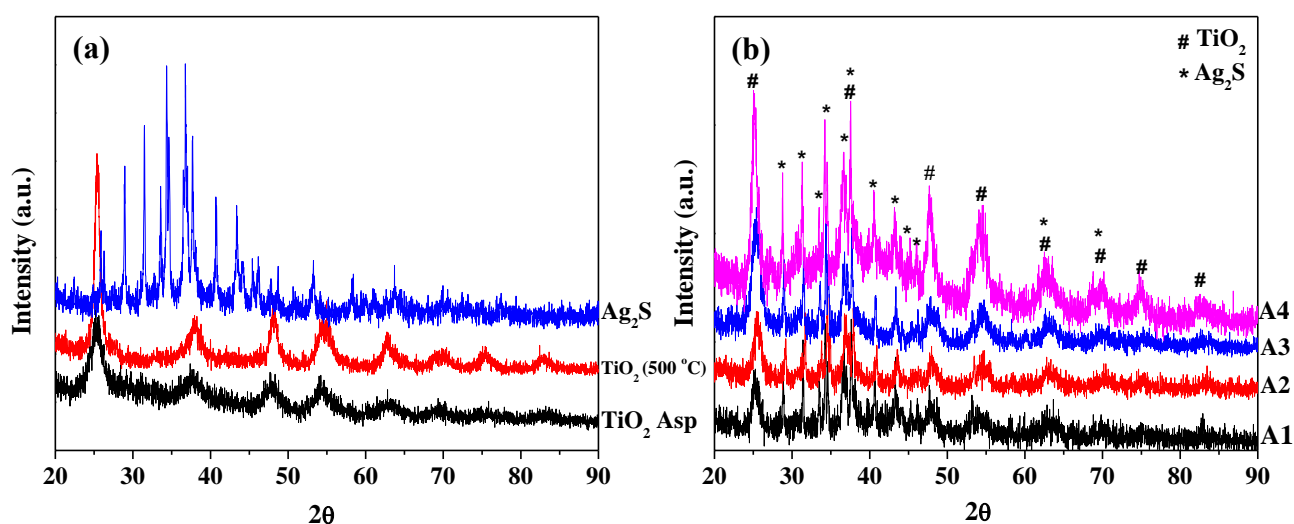 (a)
Intensity (a.u.)
Ag2S
TiO2 (500 °C)
TiO2 Asp
20 30 40 50 60 70 80 90
2θ
(b)
# TiO2
* Ag2S
Intensity (a.u.)
# * * * * * * # * * * * # # * # * # # #
A4
A3
A2
A1
20 30 40 50 60 70 80 90
2θ